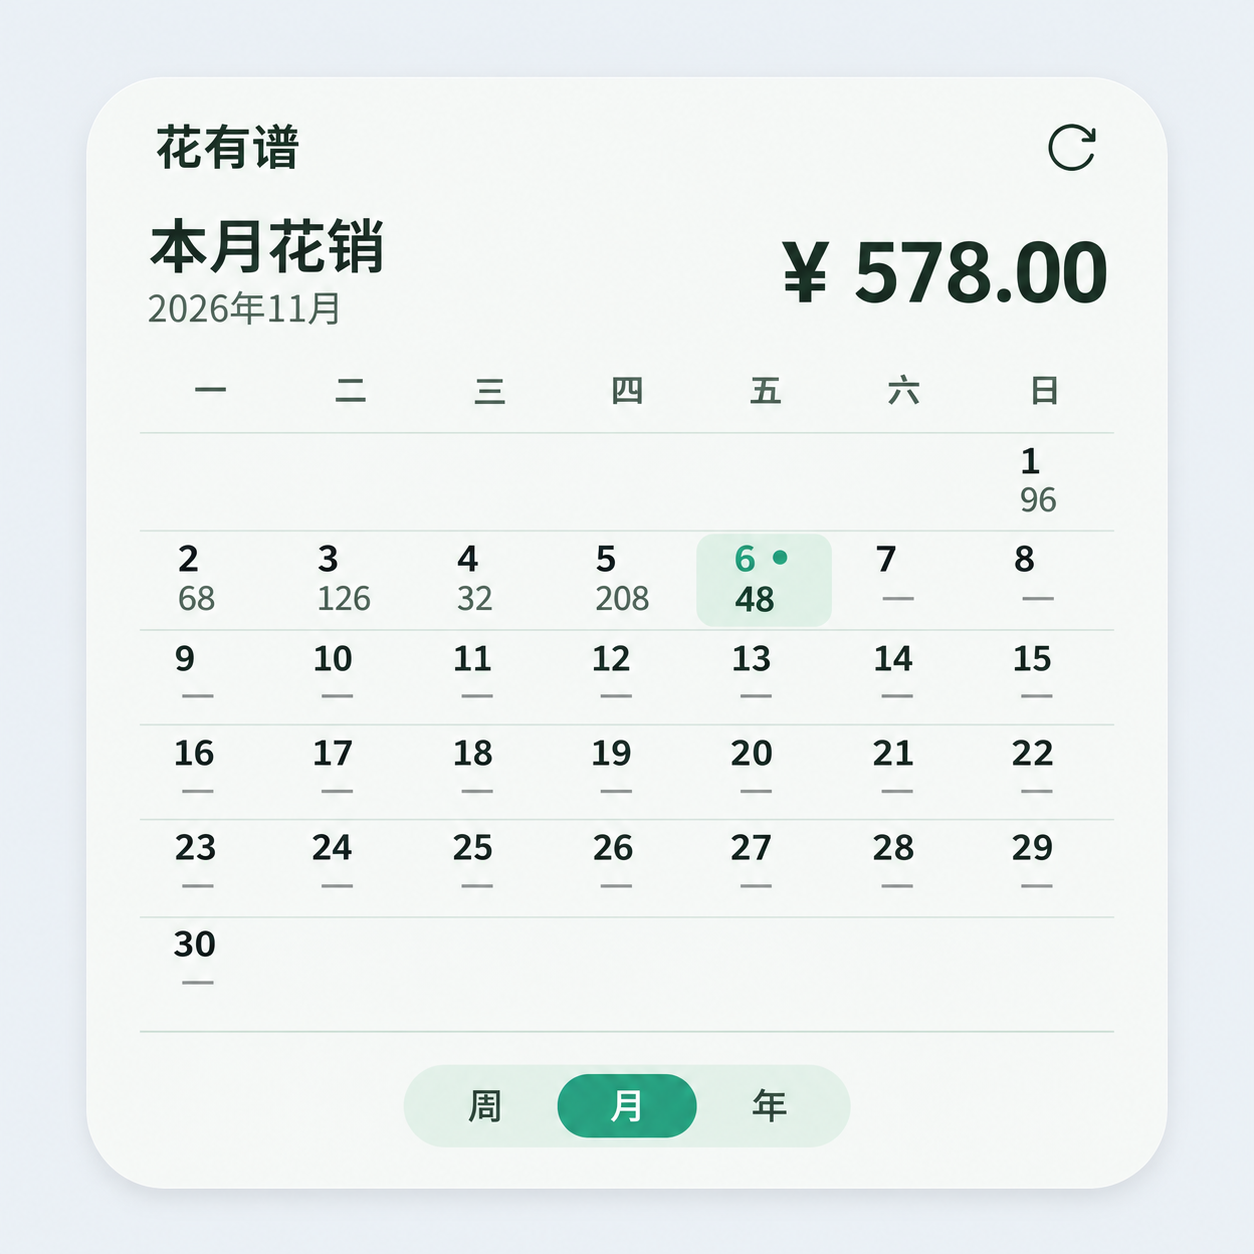 花有谱
本月花销
¥ 578.00
2026年11月
一 二 三 四 五 六 日
1
96
2 3 4 5 6 7 8
68 126 32 208 48 — —
9 10 11 12 13 14 15
— — — — — — —
16 17 18 19 20 21 22
— — — — — — —
23 24 25 26 27 28 29
— — — — — — —
30
—
周 月 年